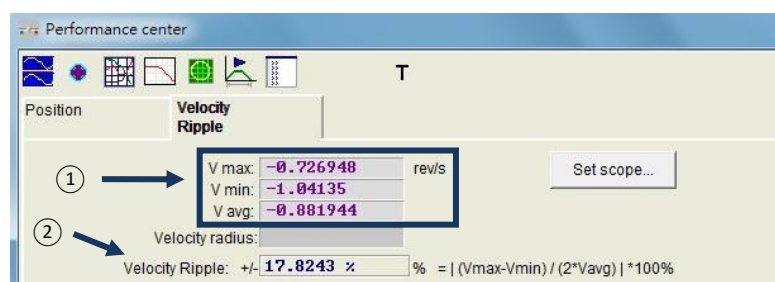 Performance center
T
Position
Velocity
Ripple
① V max: -0.726948 rev/s
Set scope...
V min: -1.04135
V avg: -0.881944
② Velocity radius:
Velocity Ripple: +/- 17.8243 % % = | (Vmax-Vmin) / (2*Vavg) | *100%